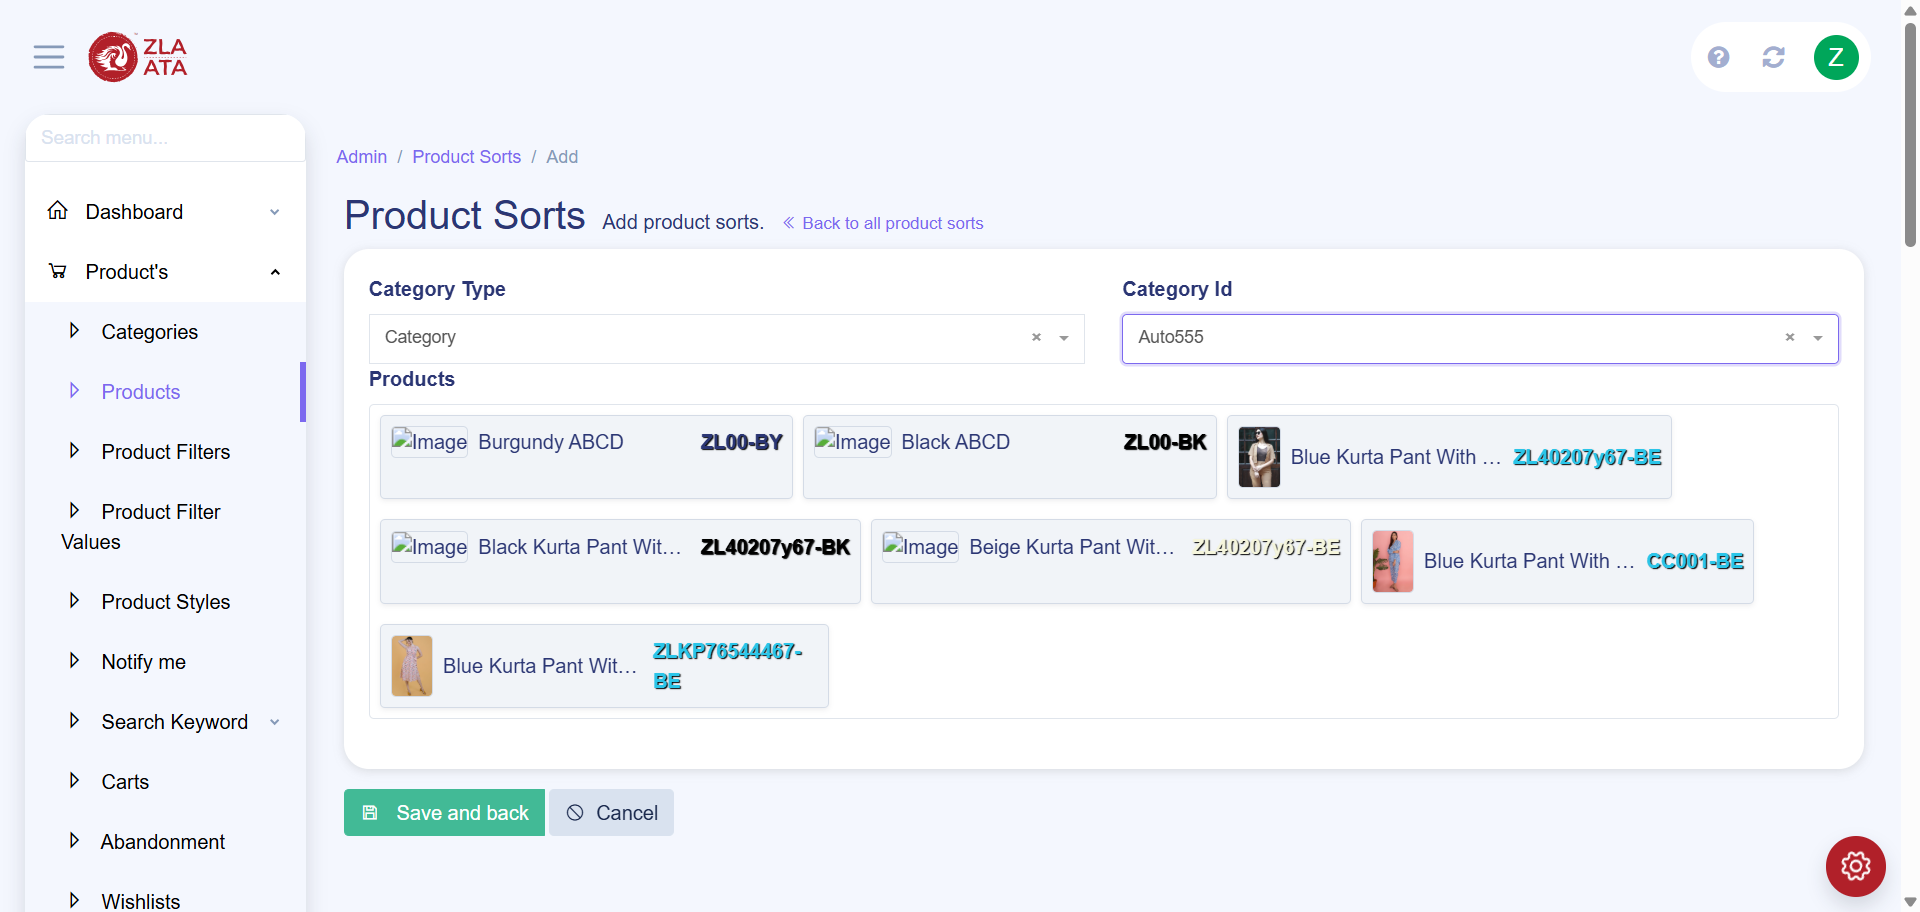 ZLA
ATA
Z
Search menu...
Admin / Product Sorts / Add
Dashboard
Product Sorts Add product sorts. « Back to all product sorts
Product's
Category Type
Category Id
Categories
Category × 
Auto555 ×
Products
Products
Burgundy ABCD ZL00-BY
Black ABCD ZL00-BK
Blue Kurta Pant With ... ZL40207y67-BE
Image
Image
Product Filters
Product Filter
Values
Image Black Kurta Pant Wit... ZL40207y67-BK
Image Beige Kurta Pant Wit... ZL40207y67-BE
Blue Kurta Pant With ... CC001-BE
Product Styles
Blue Kurta Pant Wit... ZLKP76544467-
BE
Notify me
Search Keyword
Carts
Save and back
Cancel
Abandonment
Wishlists